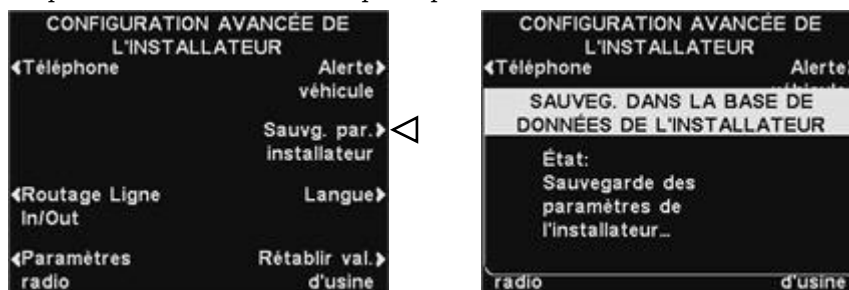 CONFIGURATION AVANCÉE DE
L'INSTALLATEUR
Téléphone Alerte
véhicule
Sauvg. par.
installateur
Routage Ligne Langue
In/Out
Paramètres Rétablir val.
radio d'usine
CONFIGURATION AVANCÉE DE
L'INSTALLATEUR
Téléphone Alerte
SAUVEG. DANS LA BASE DE
DONNÉES DE L'INSTALLATEUR
État:
Sauvegarde des
paramètres de
l'installateur…
radio d'usine